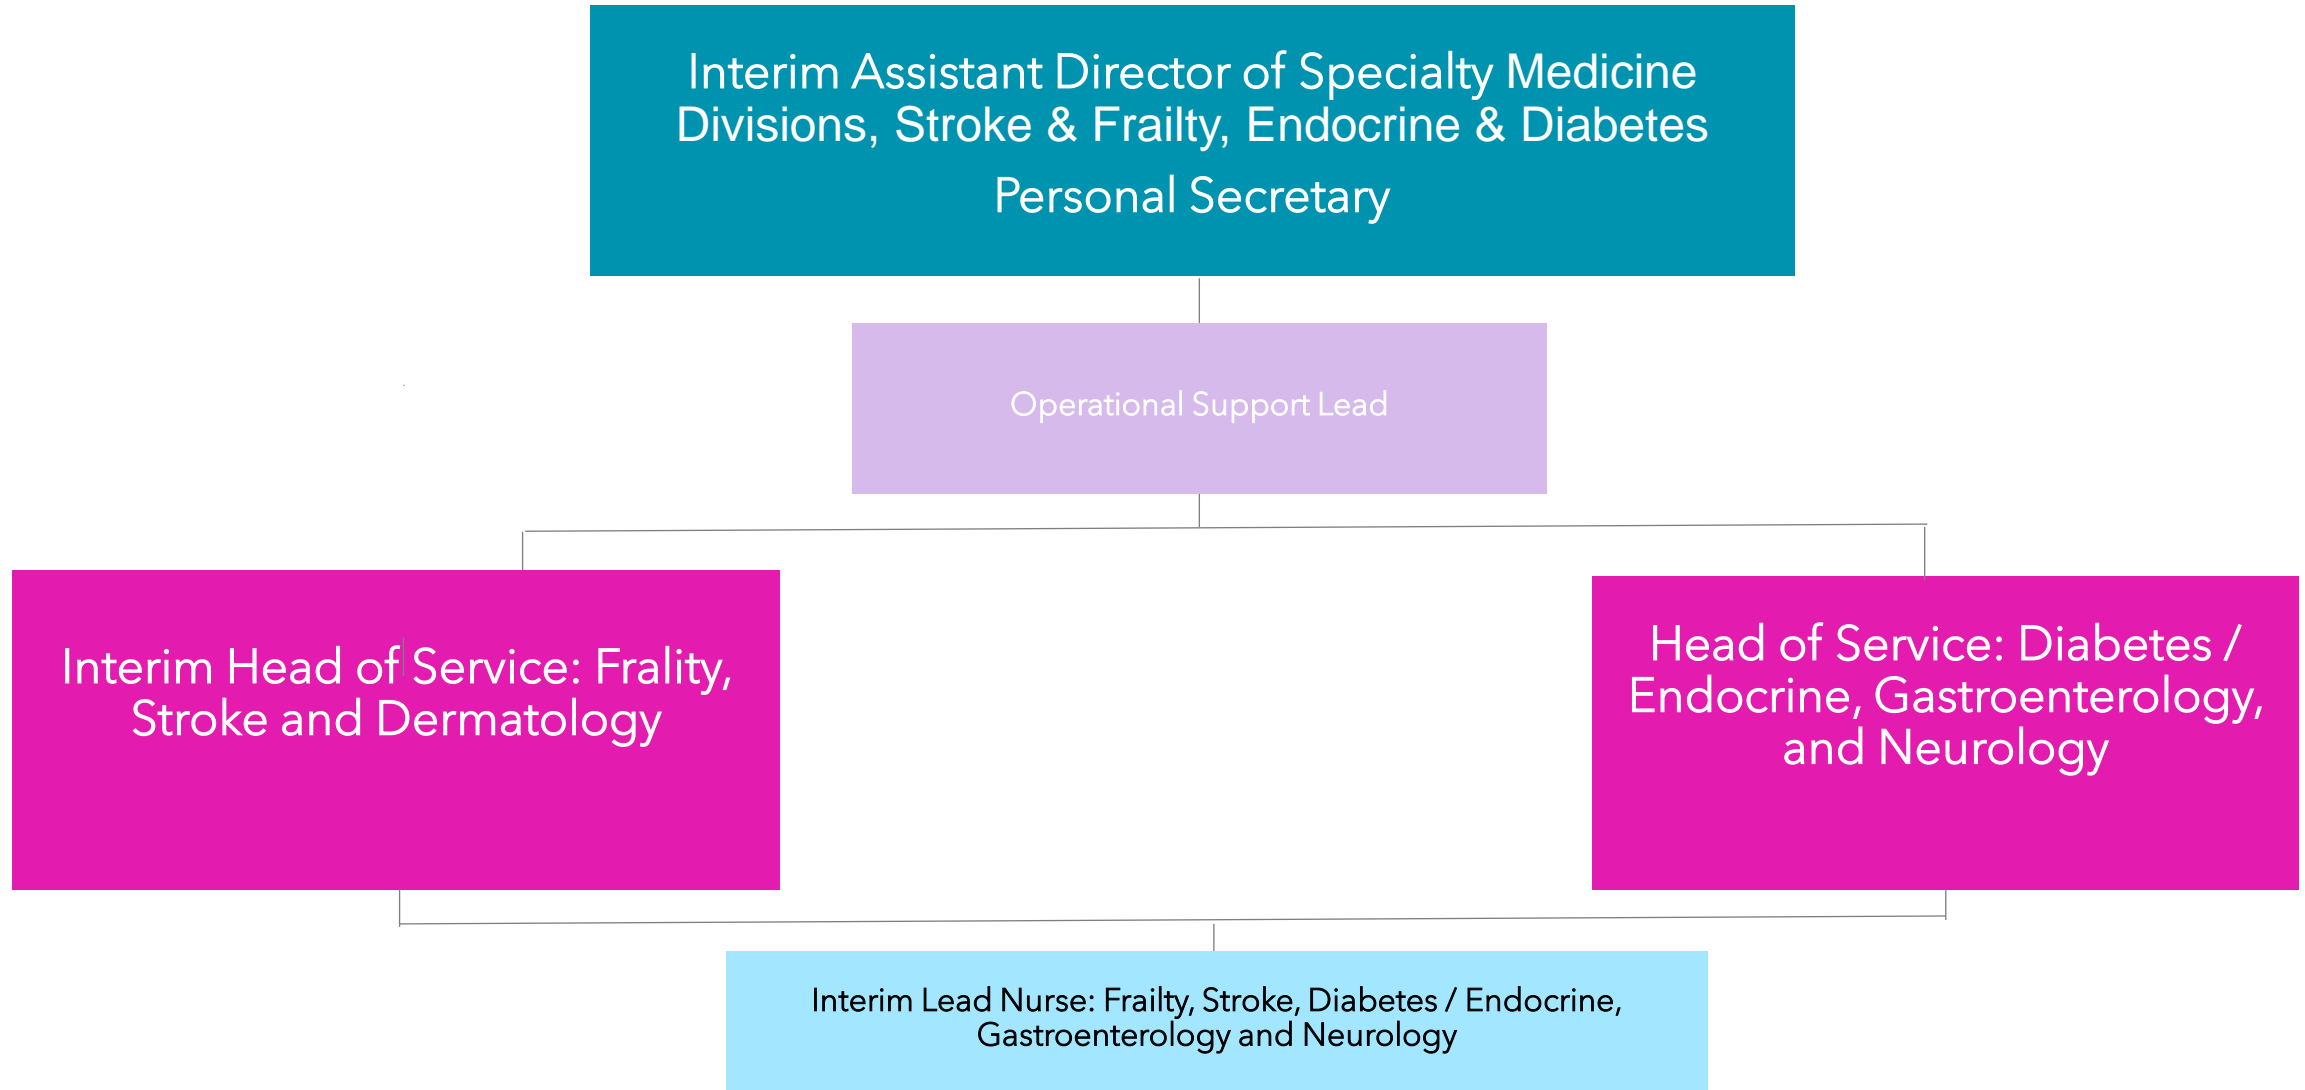 Interim Assistant Director of Specialty Medicine
Divisions, Stroke & Frailty, Endocrine & Diabetes
Personal Secretary
Operational Support Lead
Interim Head of Service: Frality,
Stroke and Dermatology
Head of Service: Diabetes /
Endocrine, Gastroenterology,
and Neurology
Interim Lead Nurse: Frailty, Stroke, Diabetes / Endocrine,
Gastroenterology and Neurology